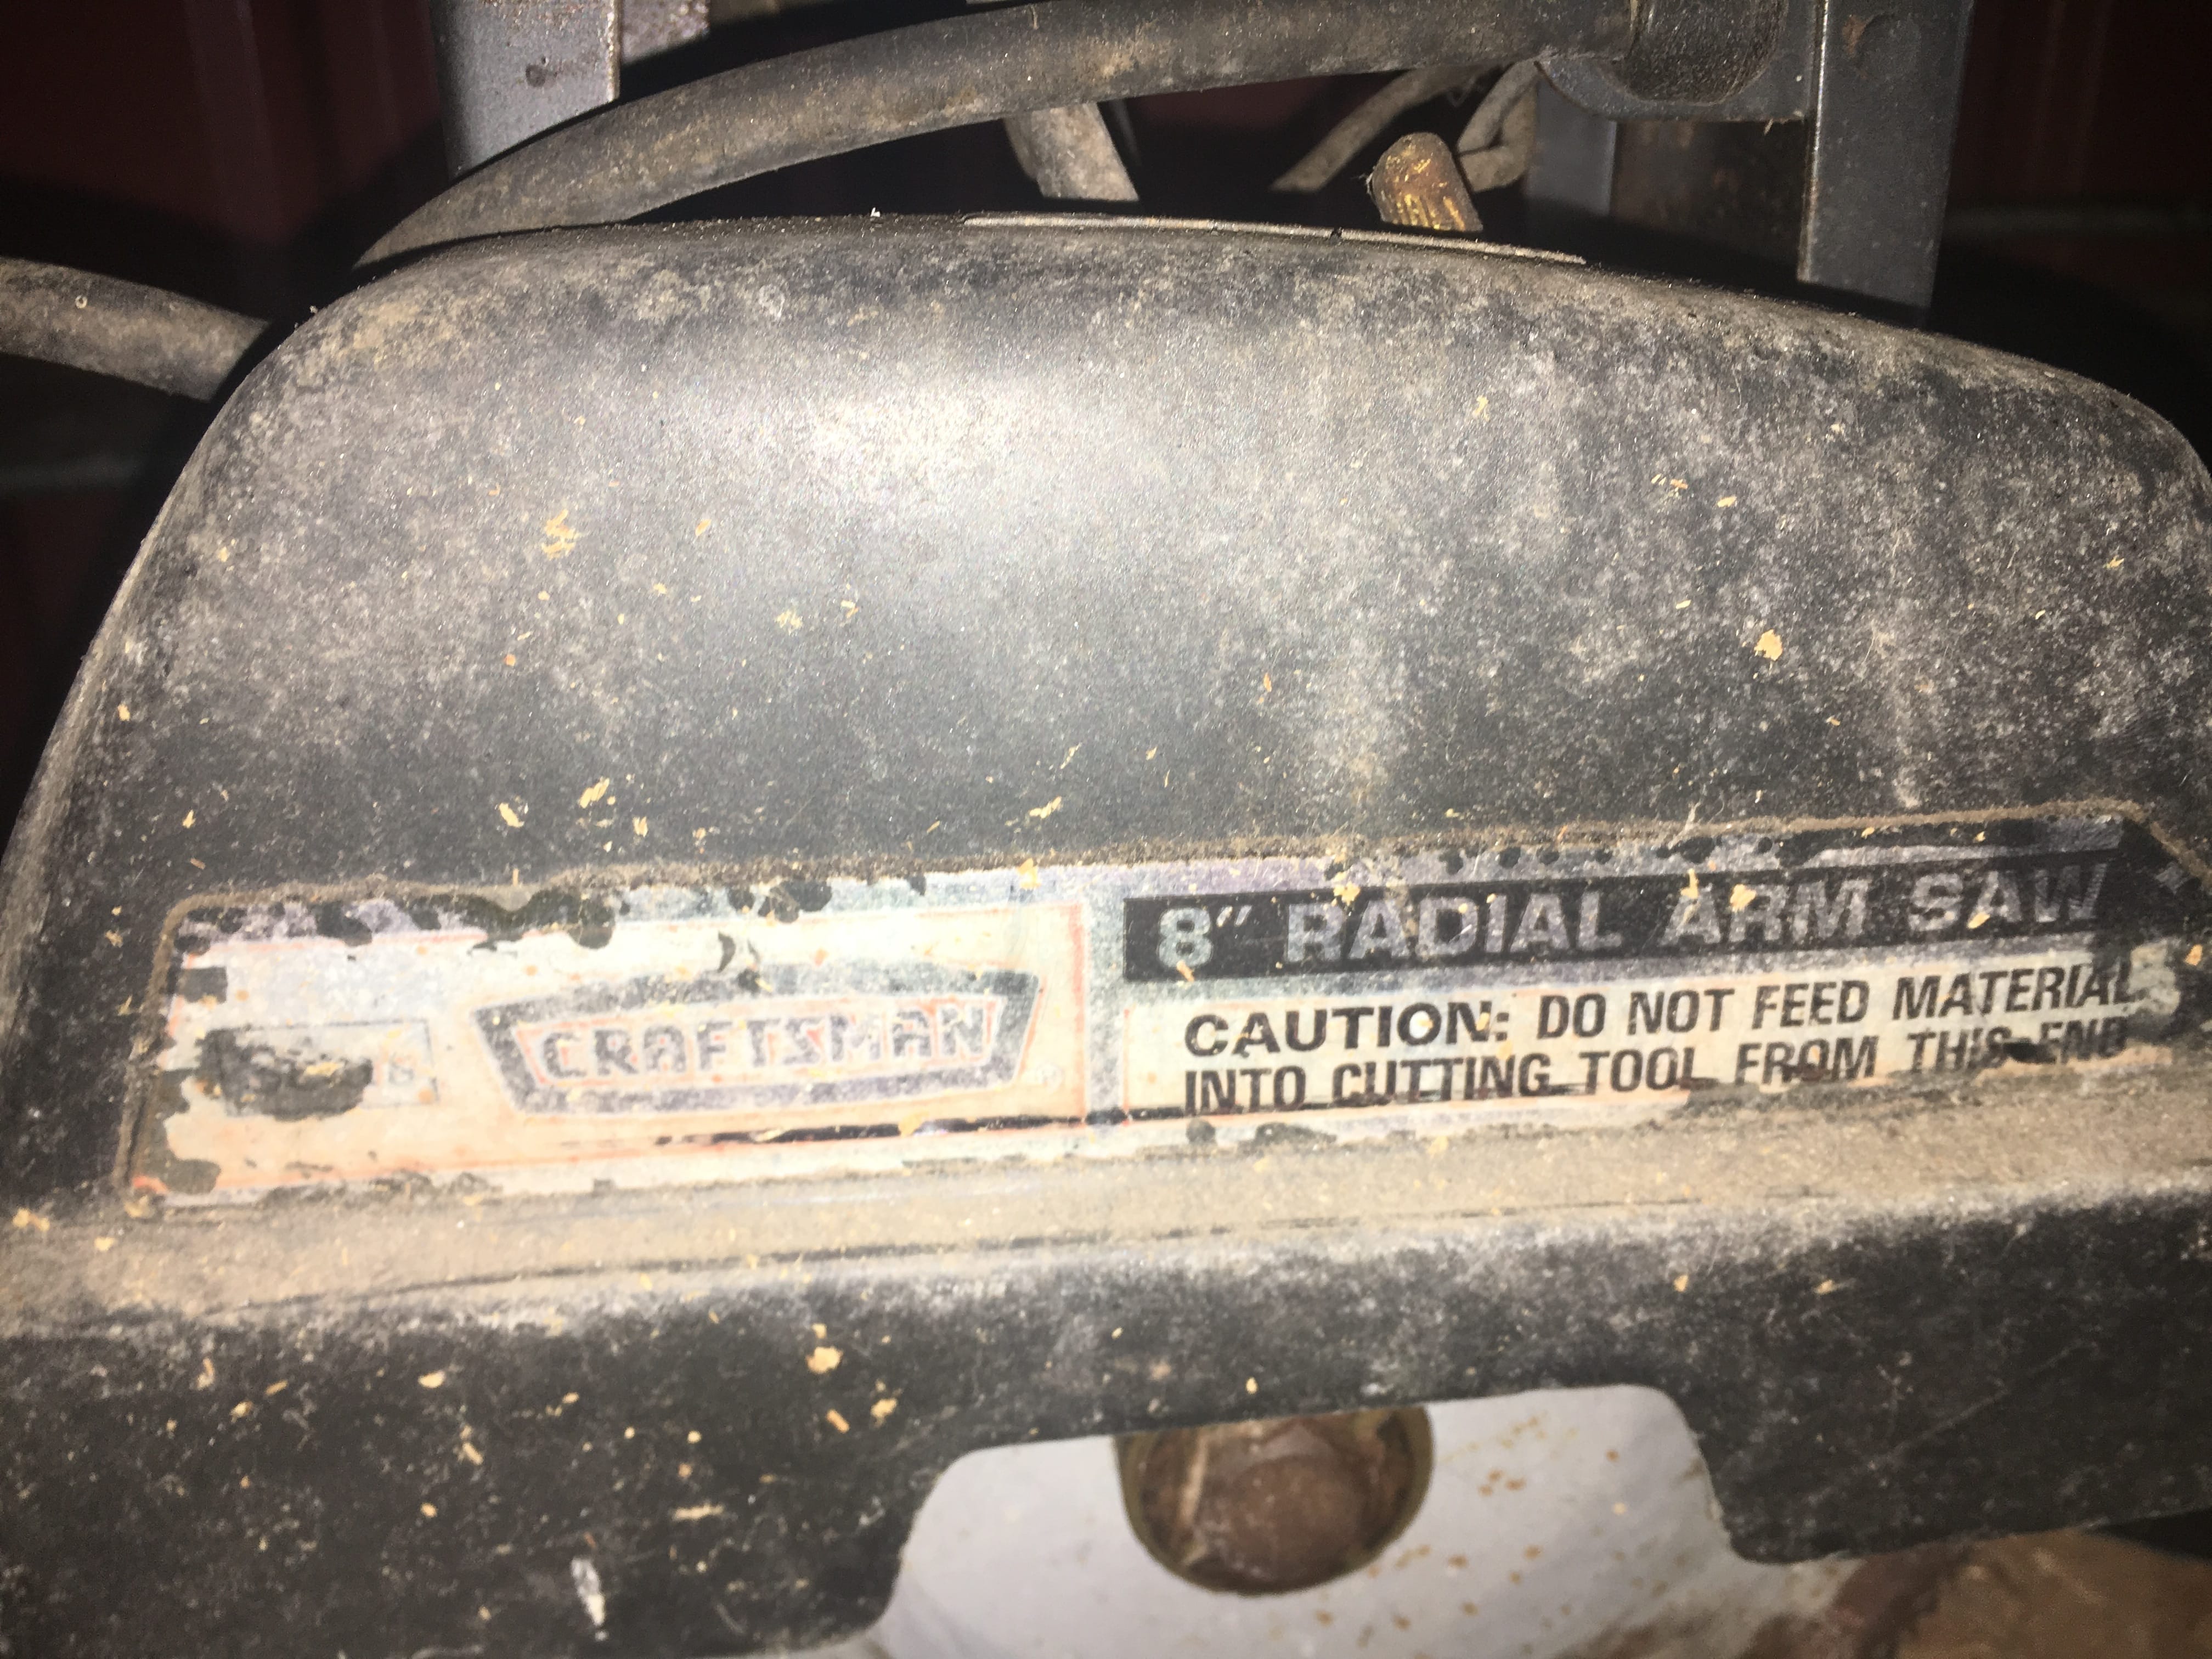 CRAFTSMAN
8" RADIAL ARM SAW
CAUTION: DO NOT FEED MATERIAL
INTO CUTTING TOOL FROM THIS END